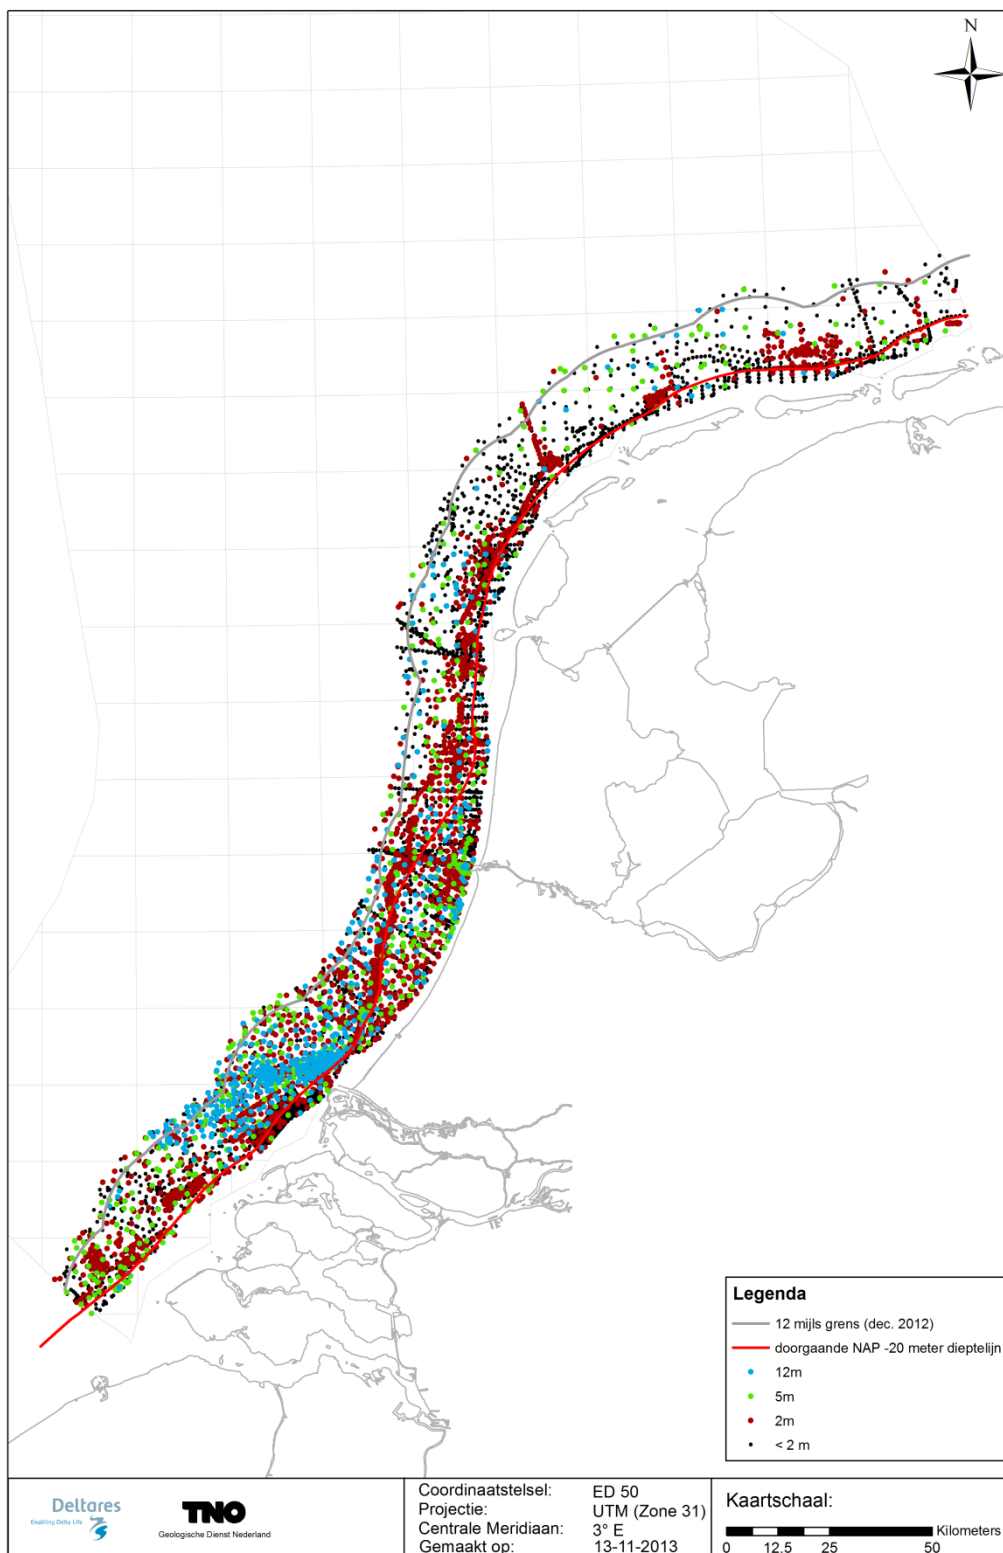 N
Legenda
12 mijls grens (dec. 2012)
doorgaande NAP -20 meter dieptelijn
12m
5m
2m
< 2 m
Deltares
Enabling Delta Life
TNO
Geologische Dienst Nederland
Coordinaatstelsel: ED 50
Projectie: UTM (Zone 31)
Centrale Meridiaan: 3° E
Gemaakt op: 13-11-2013
Kaartschaal:
Kilometers
0 12,5 25 50